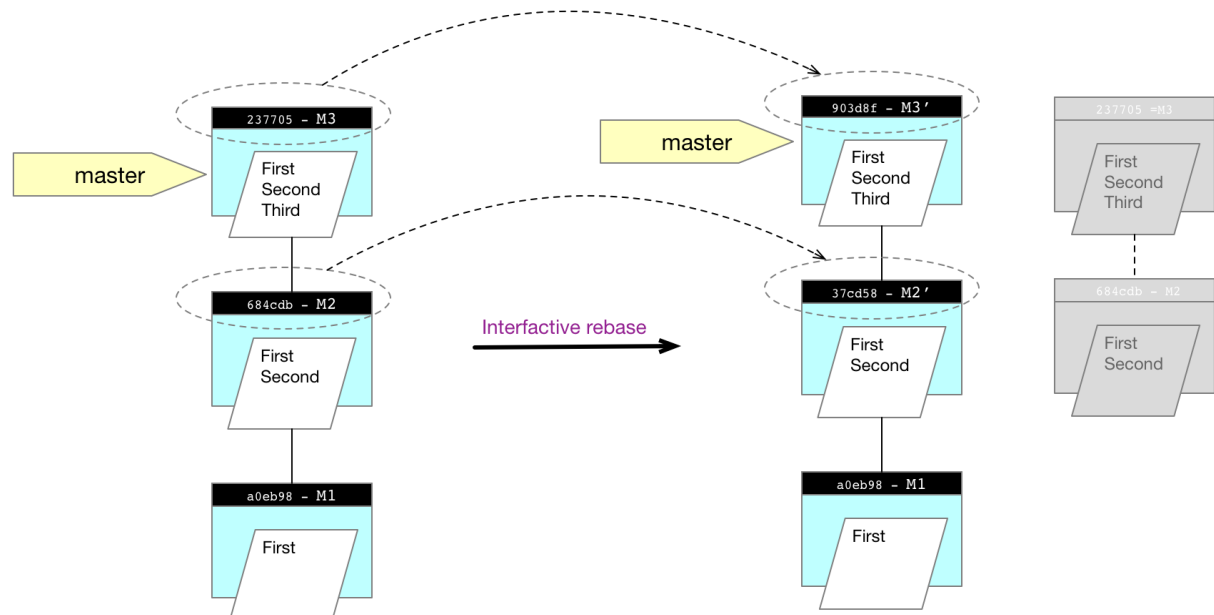 237705 - M3
master
First
Second
Third
684cdb - M2
First
Second
a0eb98 - M1
First
Interfactive rebase
903d8f - M3’
master
First
Second
Third
37cd58 - M2’
First
Second
a0eb98 - M1
First
237705 =M3
First
Second
Third
684cdb - M2
First
Second